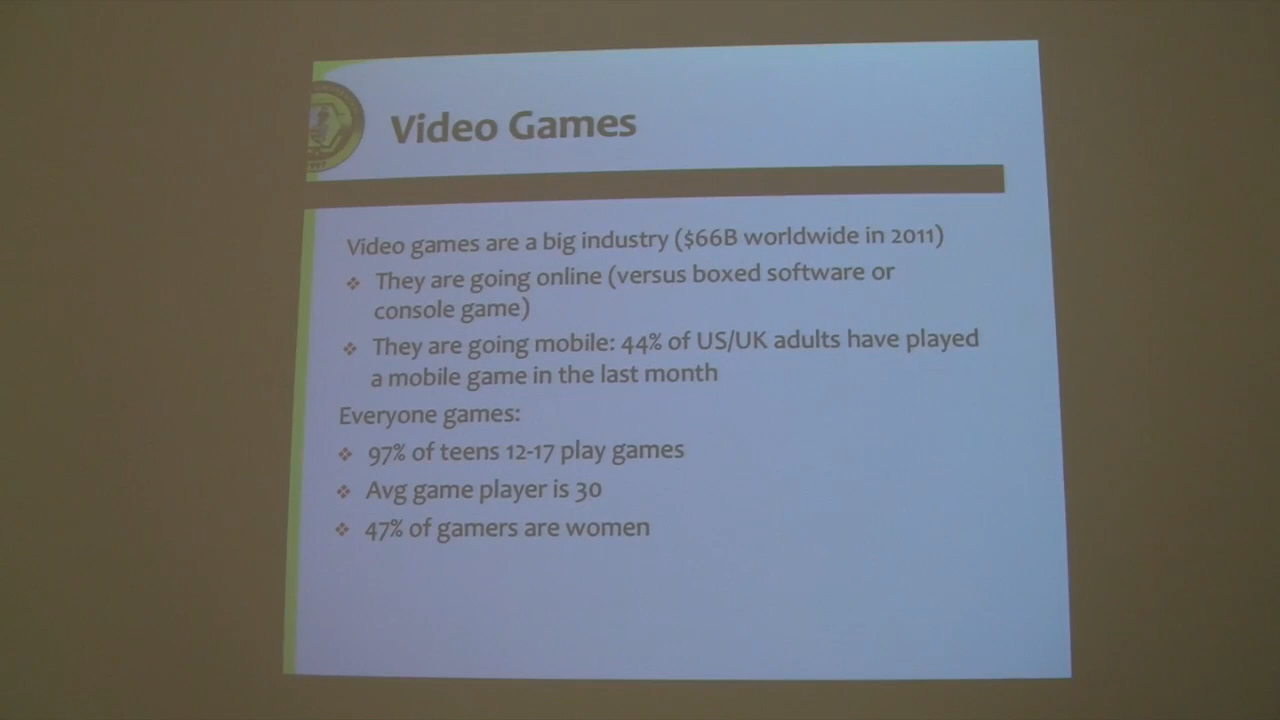 Video Games
Video games are a big industry ($66B worldwide in 2011)
❖ They are going online (versus boxed software or
console game)
❖ They are going mobile: 44% of US/UK adults have played
a mobile game in the last month
Everyone games:
❖ 97% of teens 12-17 play games
❖ Avg game player is 30
❖ 47% of gamers are women